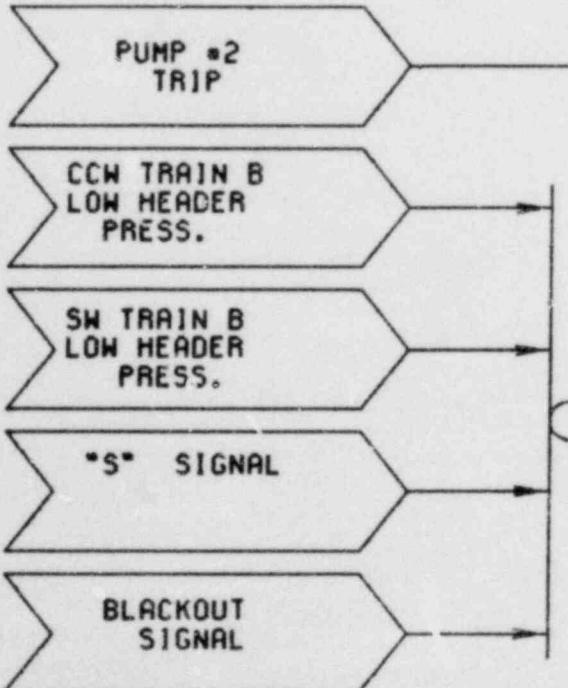 PUMP #2
TRIP
CCW TRAIN B
LOW HEADER
PRESS.
SW TRAIN B
LOW HEADER
PRESS.
"S" SIGNAL
BLACKOUT
SIGNAL